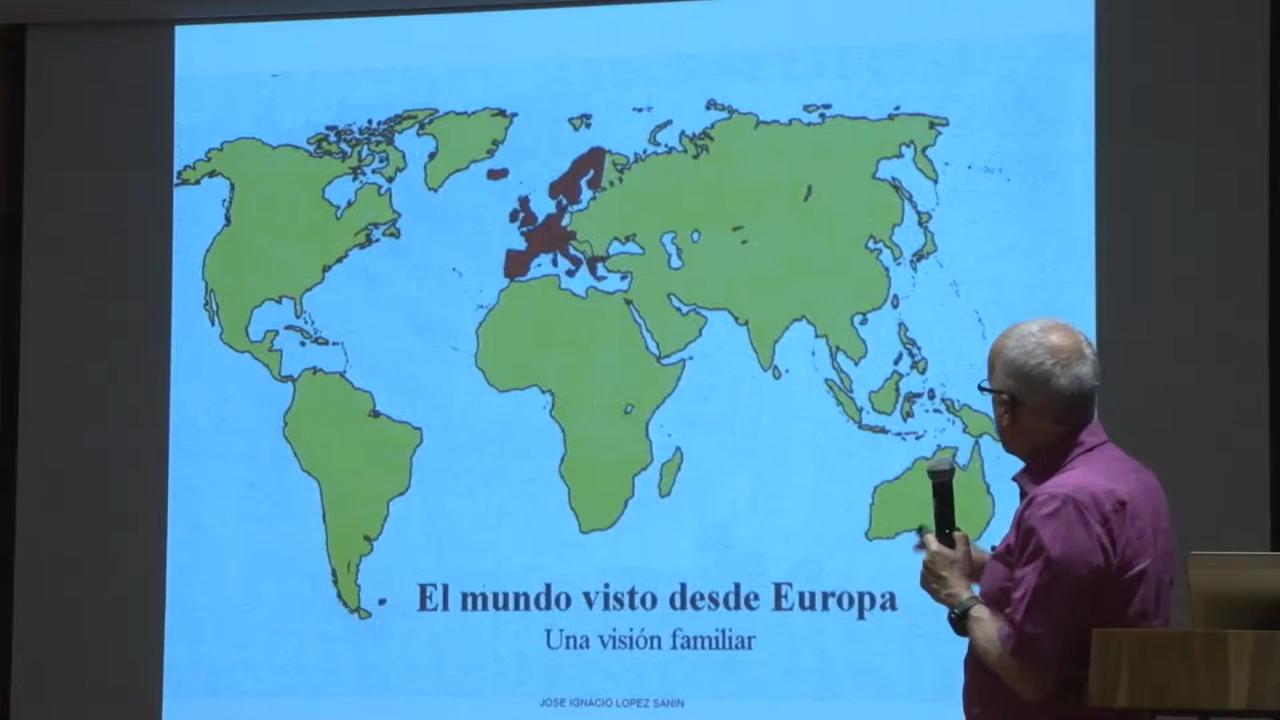 El mundo visto desde Europa
Una visión familiar
JOSE IGNACIO LOPEZ SANIN